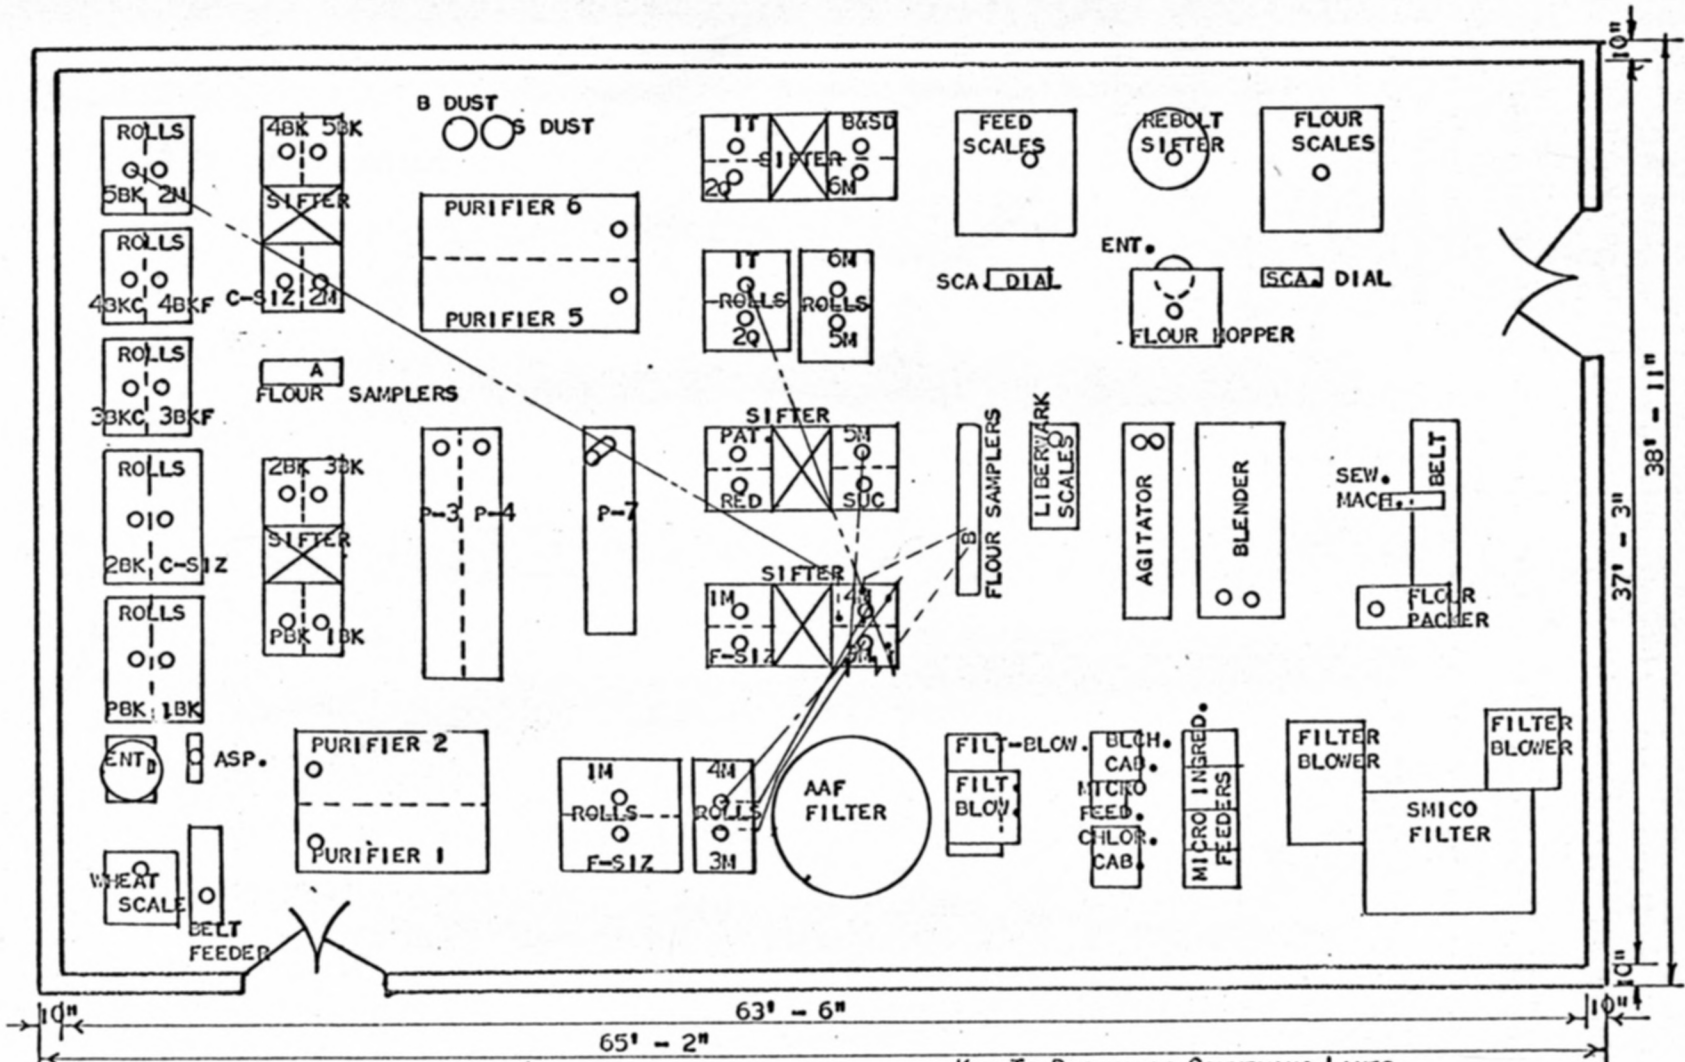 10"
B DUST
S DUST
ROLLS
5BK 2M
4BK 5BK
SIFTER
C-SIZ 2M
PURIFIER 6
PURIFIER 5
1T B&SD
SIFTER
2Q 6M
FEED
SCALES
REBOLT
SIFTER
FLOUR
SCALES
ROLLS
4BKC 4BKF
1T
ROLLS
2Q
6M
ROLLS
5M
SCA. DIAL
ENT.
FLOUR HOPPER
SCA. DIAL
ROLLS
3BKC 3BKF
A
FLOUR SAMPLERS
38' - 11"
37' - 3"
ROLLS
2BK C-SIZ
2BK 3BK
SIFTER
PBK 1BK
P-3 P-4
P-7
SIFTER
PAT. 5M
RED SUC
SIFTER
1M 4M
F-SIZ 3M
B
FLOUR SAMPLERS
LIBERWARK
SCALES
AGITATOR
BLENDER
SEW.
MACH.
BELT
FLOUR
PACKER
ROLLS
PBK 1BK
ENT.
ASP.
PURIFIER 2
PURIFIER 1
1M
ROLLS
F-SIZ
4M
ROLLS
3M
AAF
FILTER
FILT-BLOW.
FILT.
BLOW.
BLCH.
CAB.
MICRO
FEED.
CHLOR.
CAB.
MICRO INGRED.
FEEDERS
FILTER
BLOWER
FILTER
BLOWER
SMICO
FILTER
WHEAT
SCALE
BELT
FEEDER
10"
10"
63' - 6"
10"
65' - 2"